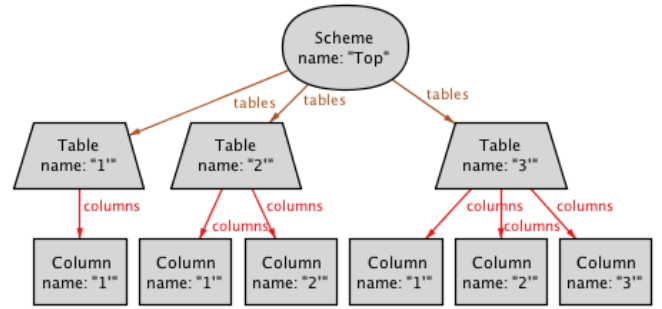 Scheme
name: "Top"
tables
tables
tables
Table
name: "1'"
Table
name: "2'"
Table
name: "3'"
columns
columns
columns
columns
columns
columns
Column
name: "1'"
Column
name: "1'"
Column
name: "2'"
Column
name: "1'"
Column
name: "2'"
Column
name: "3'"